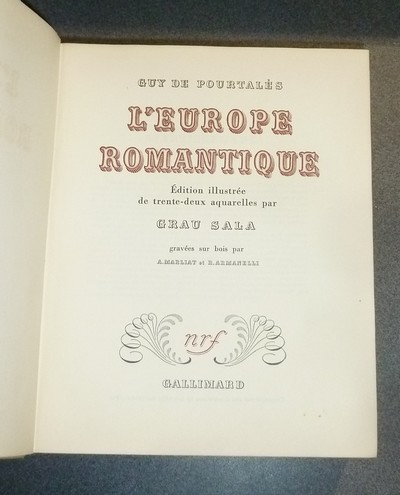 GUY DE POURTALÈS
L'EUROPE
ROMANTIQUE
Édition illustrée
de trente-deux aquarelles par
GRAU SALA
gravées sur bois par
A. MARLIAT et R. ARMANELLI
nrf
GALLIMARD